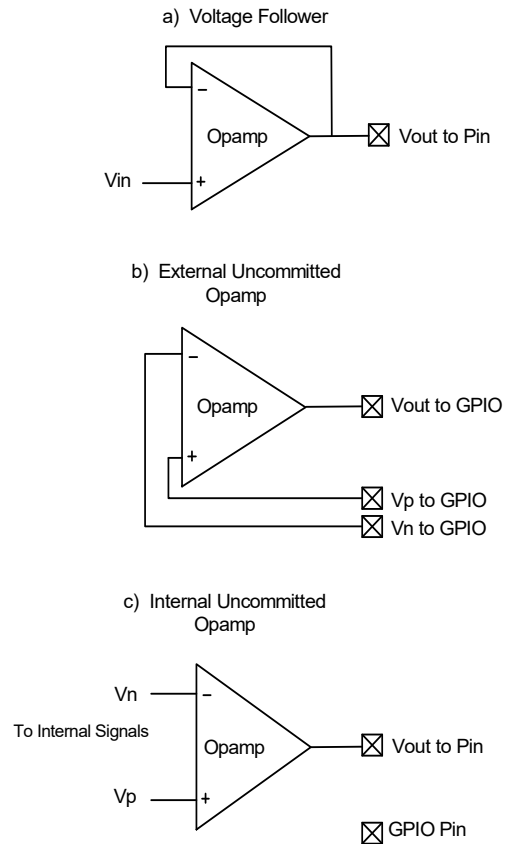 a) Voltage Follower
−
Opamp
Vout to Pin
Vin
+
b) External Uncommitted
Opamp
−
Opamp
Vout to GPIO
+
Vp to GPIO
Vn to GPIO
c) Internal Uncommitted
Opamp
Vn
−
To Internal Signals
Opamp
Vout to Pin
Vp
+
GPIO Pin